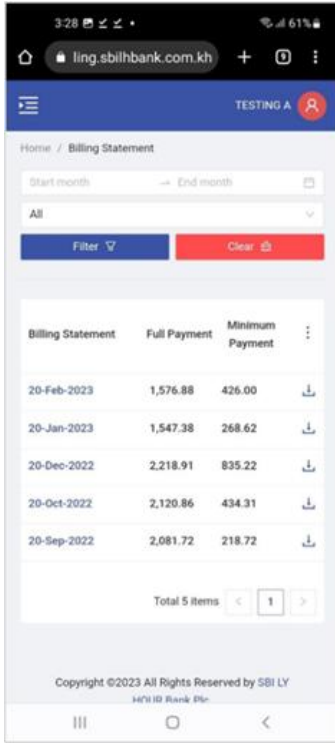 3:28
61%
ling.sbilhbank.com.kh
TESTING A
Home / Billing Statement
Start month → End month
All
Filter Clear
Billing Statement Full Payment Minimum Payment
20-Feb-2023 1,576.88 426.00
20-Jan-2023 1,547.38 268.62
20-Dec-2022 2,218.91 835.22
20-Oct-2022 2,120.86 434.31
20-Sep-2022 2,081.72 218.72
Total 5 items < 1 >
Copyright ©2023 All Rights Reserved by SBI LY
HOUR Bank Plc